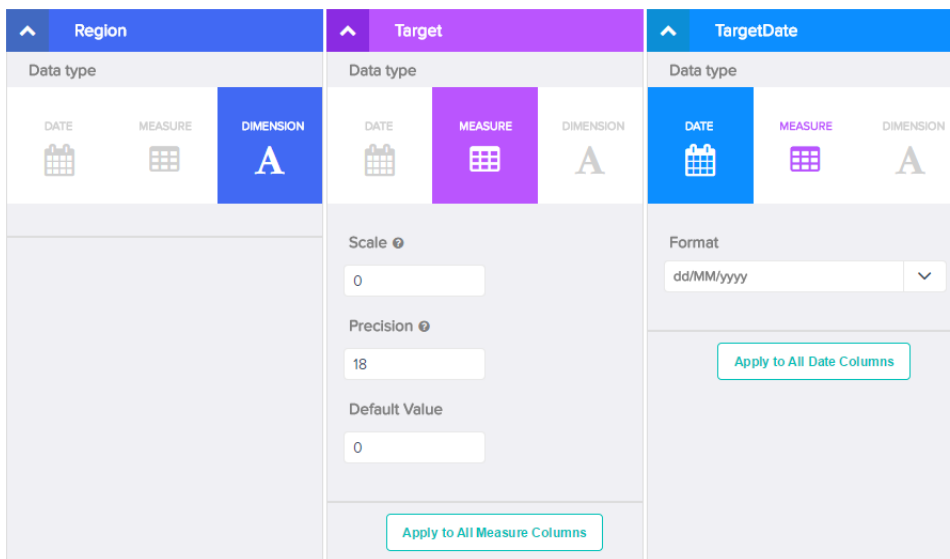 Region
Data type
DATE
MEASURE
DIMENSION
A
Target
Data type
DATE
MEASURE
DIMENSION
A
Scale ?
0
Precision ?
18
Default Value
0
Apply to All Measure Columns
TargetDate
Data type
DATE
MEASURE
DIMENSION
A
Format
dd/MM/yyyy
Apply to All Date Columns